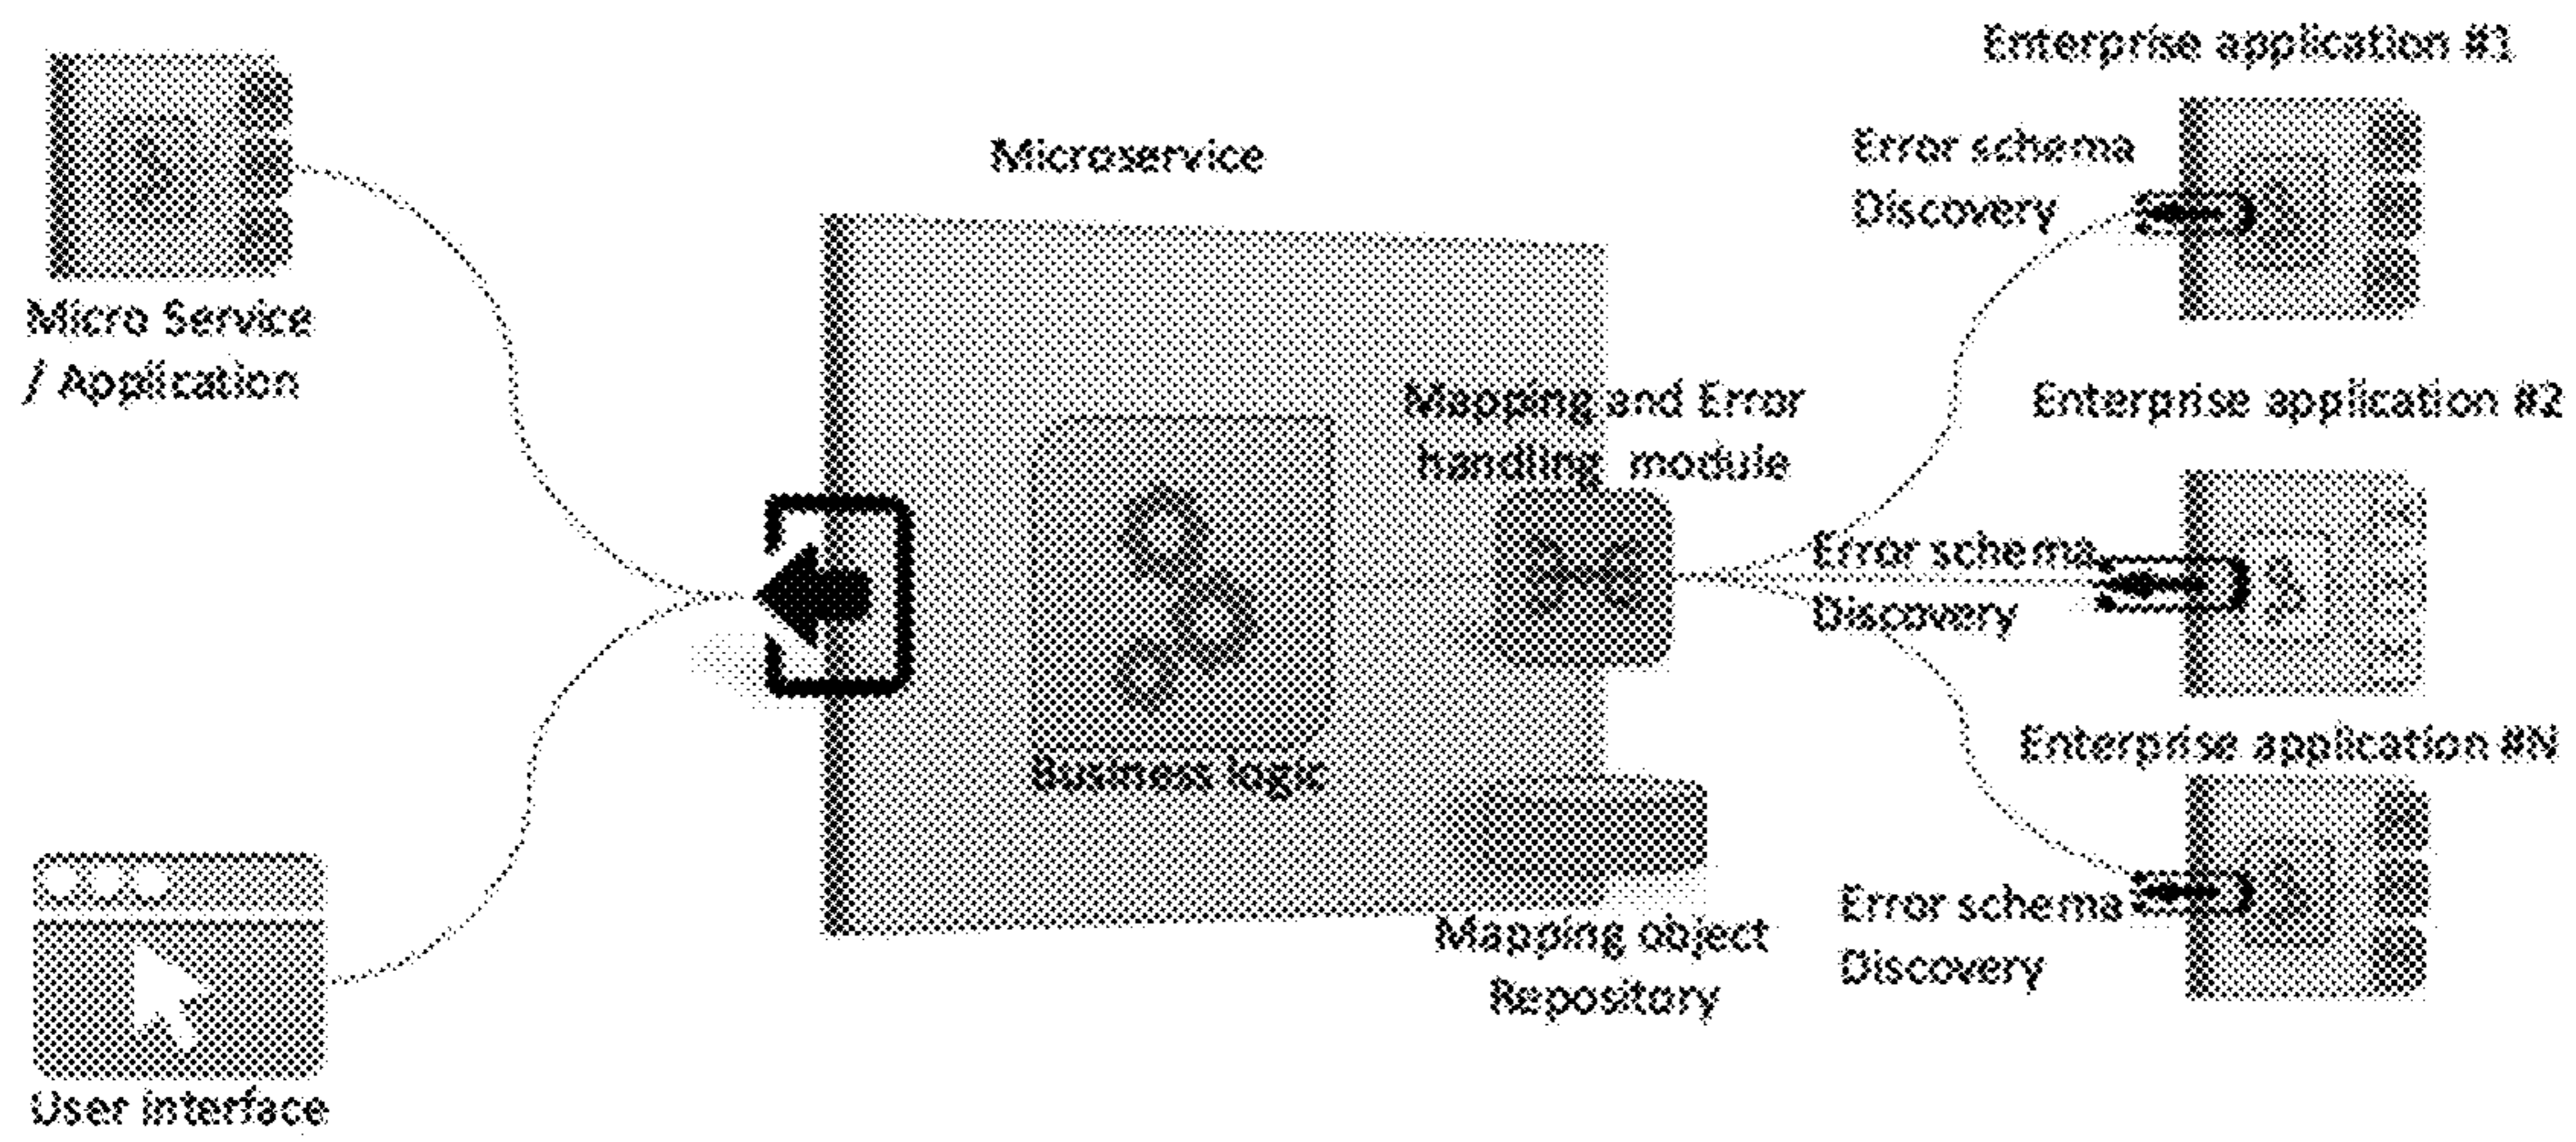 Enterprise application #1
Error schema
Discovery
Microservice
Micro Service
/ Application
Mapping and Error
handling module
Enterprise application #2
Error schema
Discovery
Business logic
Enterprise application #N
Error schema
Discovery
Mapping object
Repository
User interface